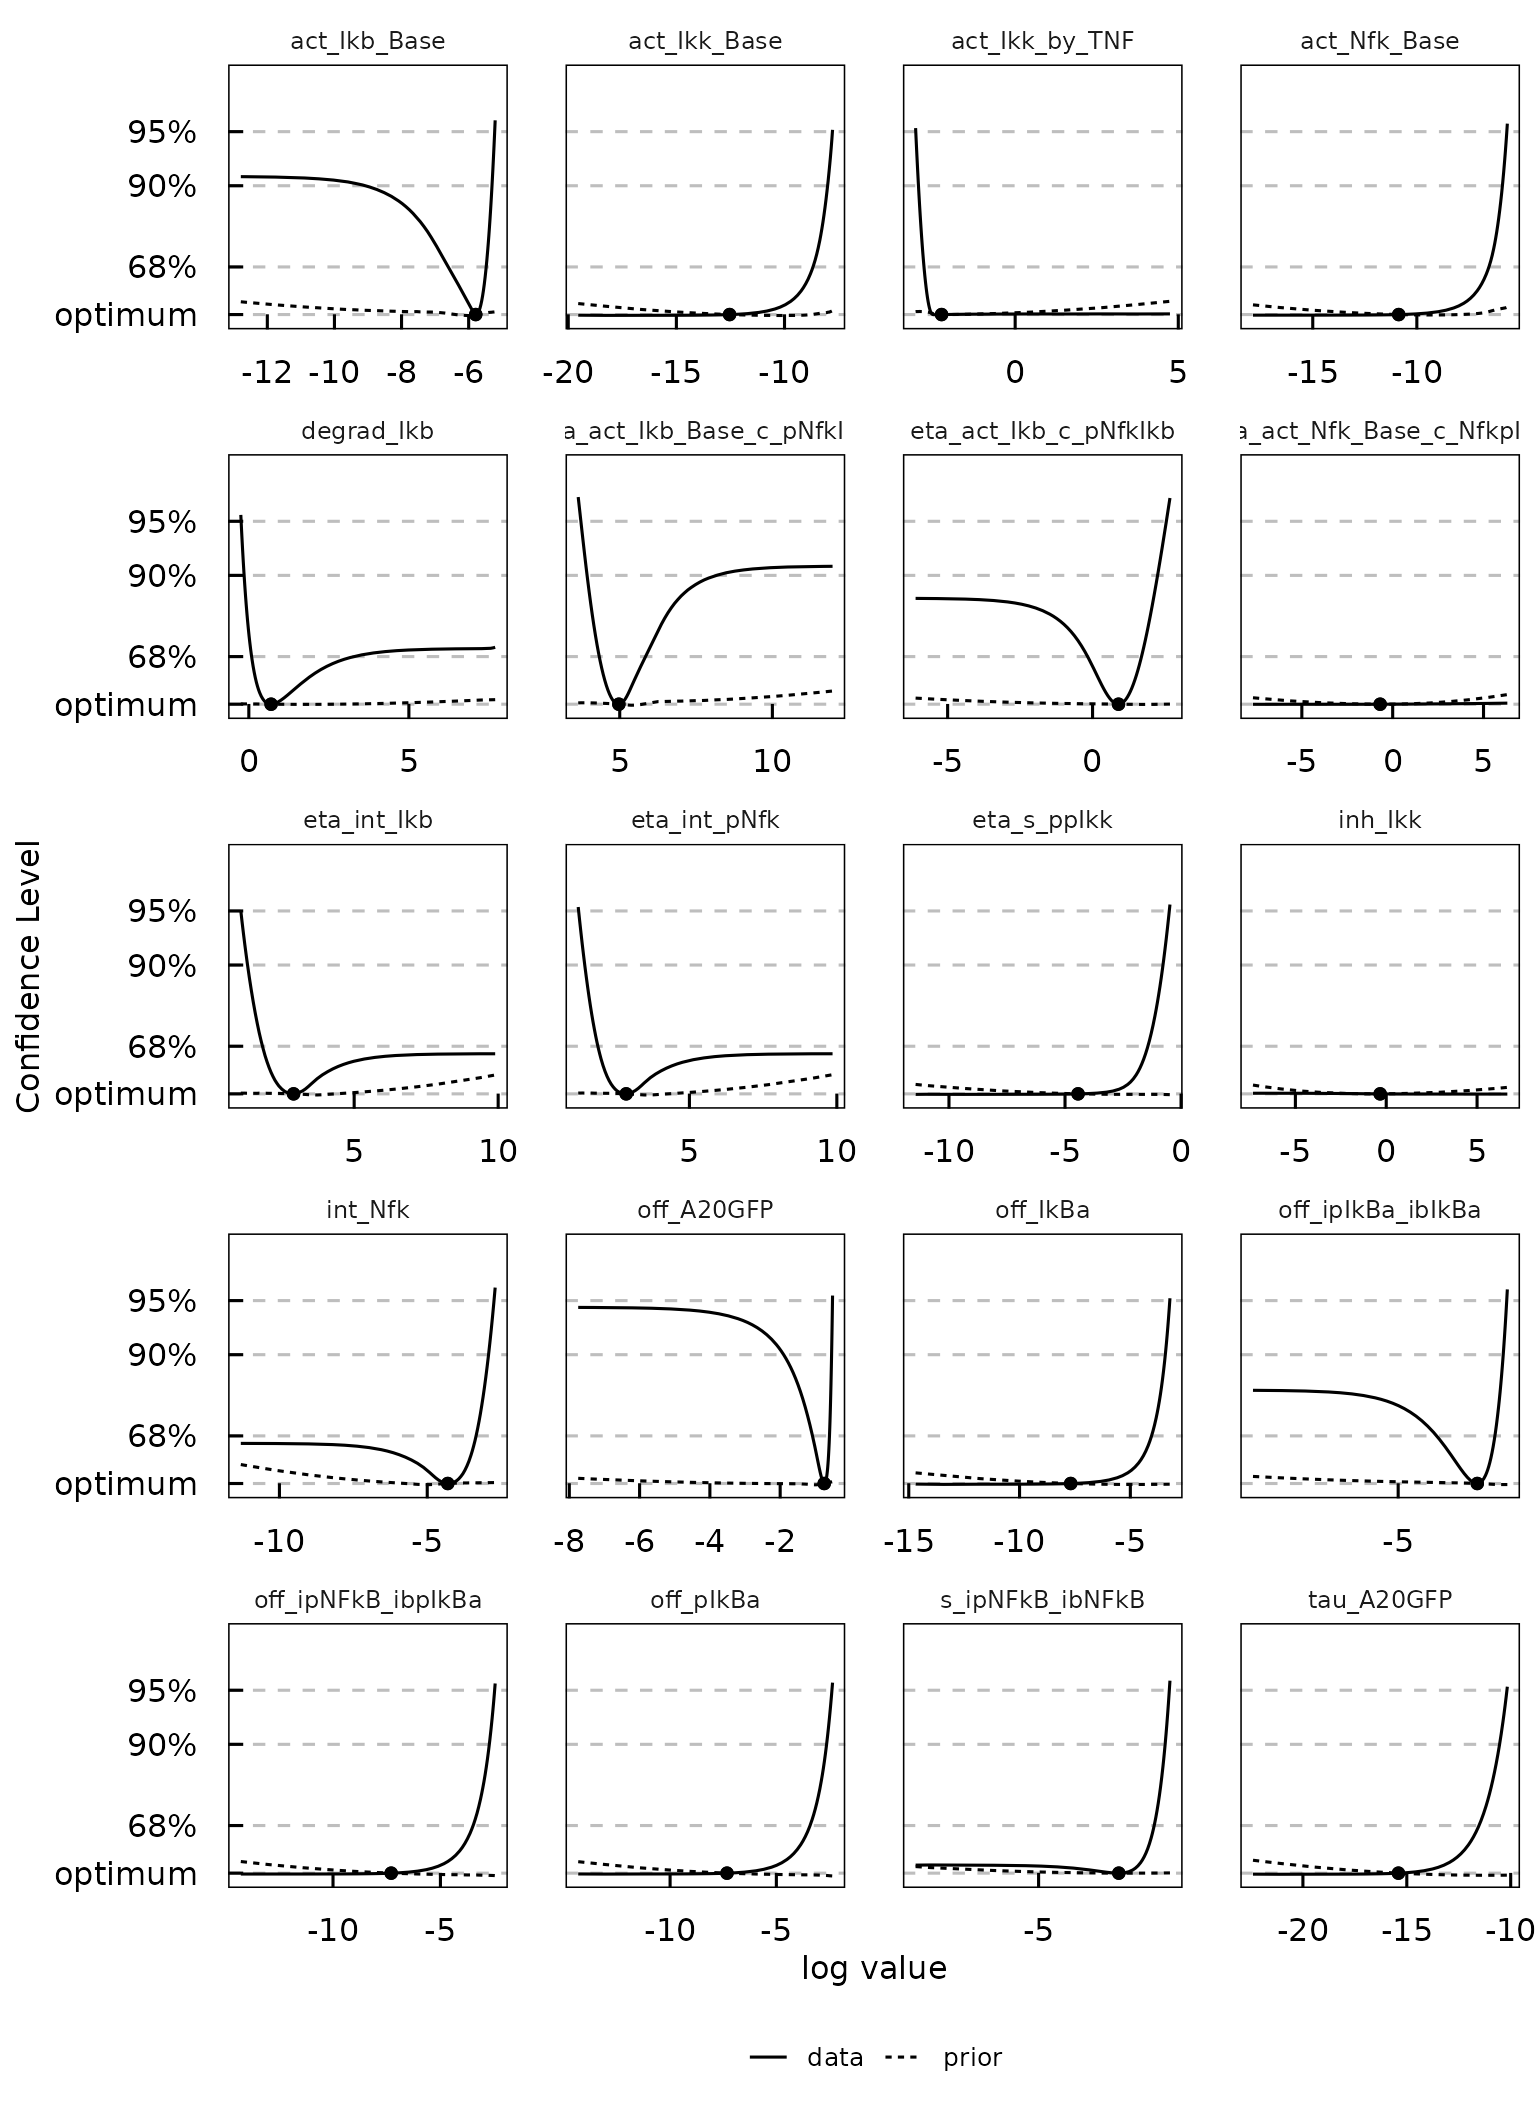 act_Ikb_Base act_Ikk_Base act_Ikk_by_TNF act_Nfk_Base
95%
90%
68%
optimum
-12 -10 -8 -6 -20 -15 -10 0 5 -15 -10
degrad_Ikb a_act_Ikb_Base_c_pNfkI eta_act_Ikb_c_pNfkIkb a_act_Nfk_Base_c_NfkpI
95%
90%
68%
optimum
0 5 5 10 -5 0 -5 0 5
eta_int_Ikb eta_int_pNfk eta_s_ppIkk inh_Ikk
95%
90%
68%
optimum
5 10 5 10 -10 -5 0 -5 0 5
Confidence Level
int_Nfk off_A20GFP off_IkBa off_ipIkBa_ibIkBa
95%
90%
68%
optimum
-10 -5 -8 -6 -4 -2 -15 -10 -5 -5
off_ipNFkB_ibpIkBa off_pIkBa s_ipNFkB_ibNFkB tau_A20GFP
95%
90%
68%
optimum
-10 -5 -10 -5 -5 -20 -15 -10
log value
data prior